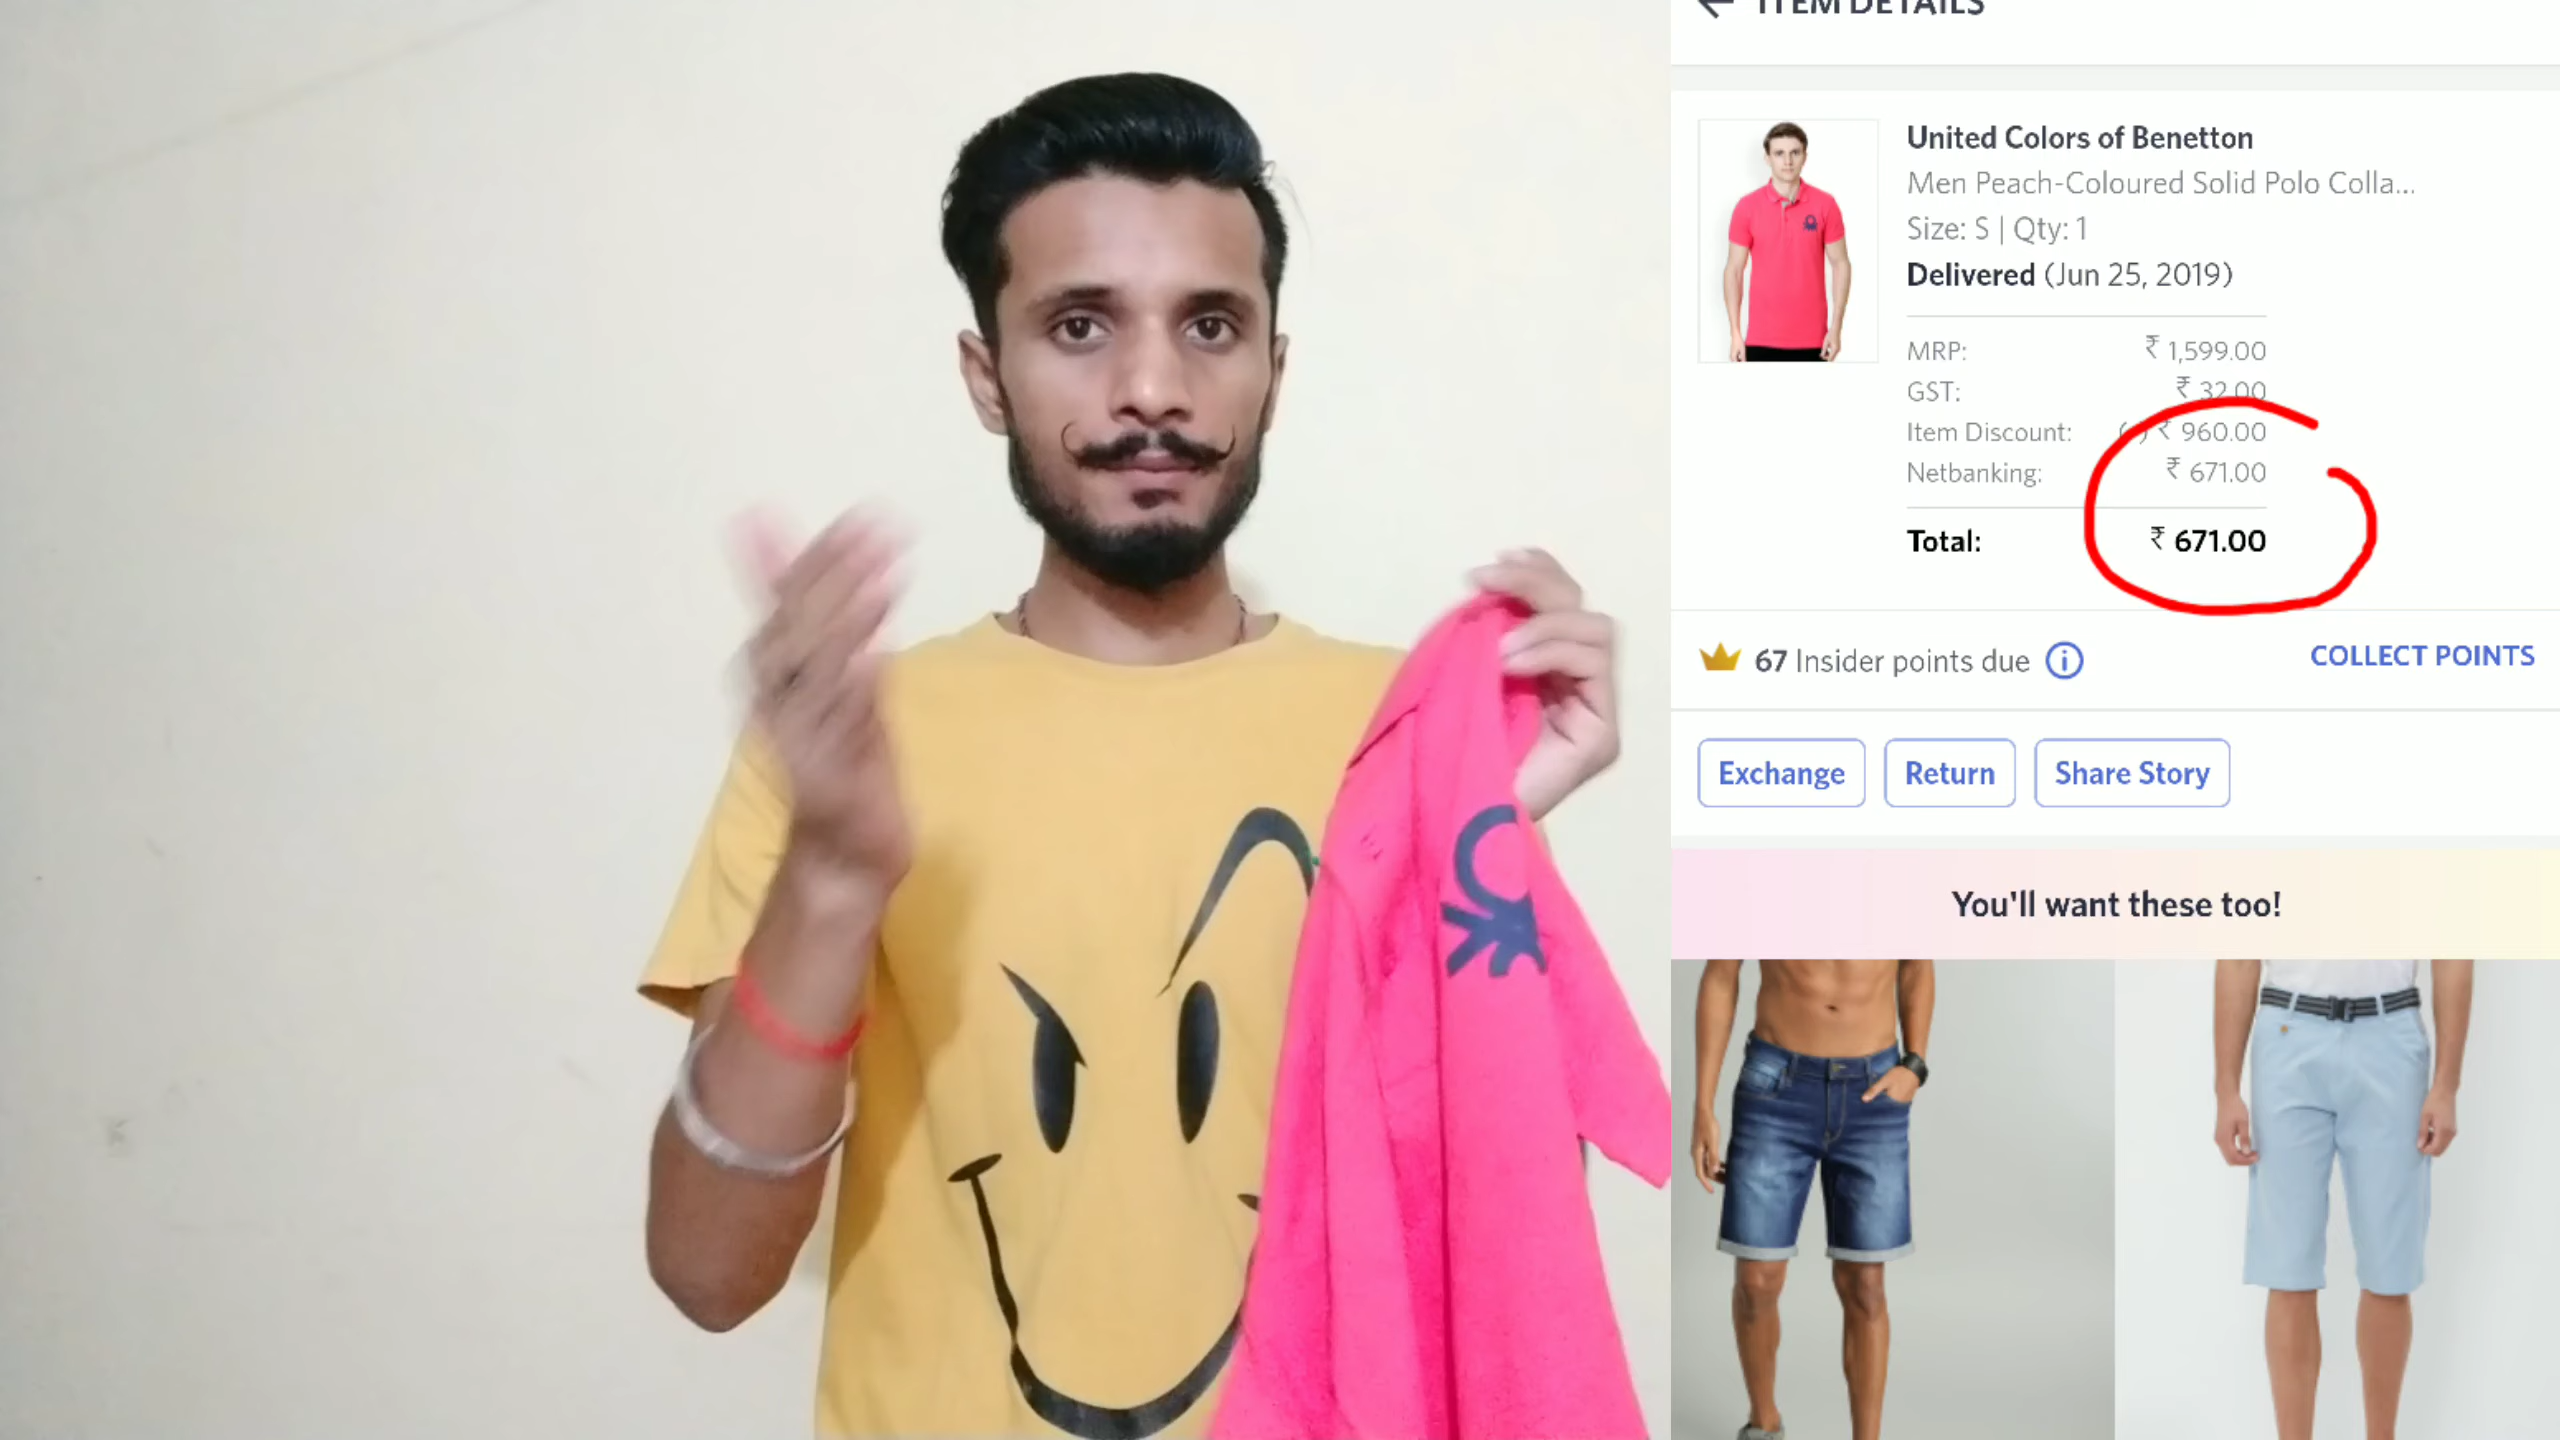 ITEM DETAILS
United Colors of Benetton
Men Peach-Coloured Solid Polo Colla...
Size: S | Qty: 1
Delivered (Jun 25, 2019)
MRP: ₹ 1,599.00
GST: ₹ 32.00
Item Discount: (-) ₹ 960.00
Netbanking: ₹ 671.00
Total: ₹ 671.00
67 Insider points due
COLLECT POINTS
Exchange
Return
Share Story
You'll want these too!